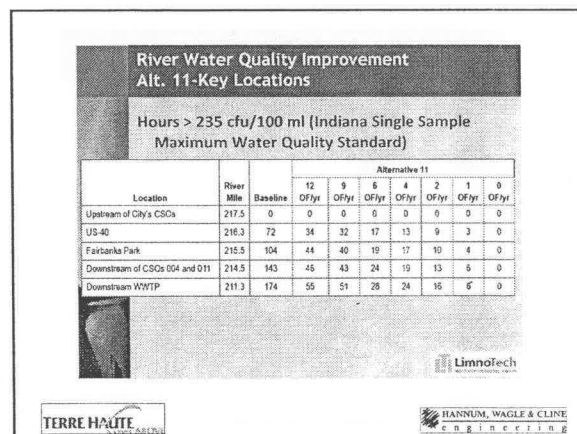 River Water Quality Improvement
Alt. 11-Key Locations
Hours > 235 cfu/100 ml (Indiana Single Sample
Maximum Water Quality Standard)
Alternative 11
Location River Mile Baseline 12 OF/yr 9 OF/yr 6 OF/yr 4 OF/yr 2 OF/yr 1 OF/yr 0 OF/yr
Upstream of City's CSOs 217.5 0 0 0 0 0 0 0 0
US-40 216.3 72 34 32 17 13 9 3 0
Fairbanks Park 215.5 104 44 40 19 17 10 4 0
Downstream of CSOs 004 and 011 214.5 143 45 43 24 19 13 6 0
Downstream WWTP 211.3 174 55 51 28 24 16 6 0
LimnoTech
TERRE HAUTE
HANNUM, WAGLE & CLINE
engineering